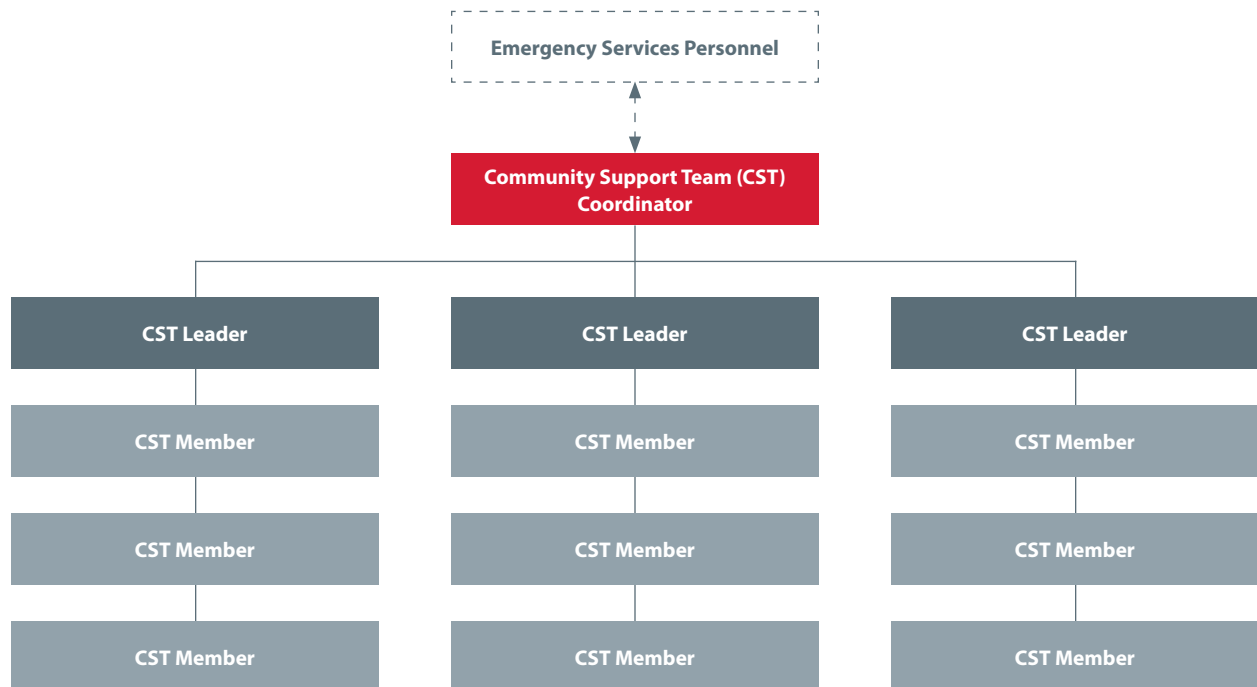 Emergency Services Personnel
Community Support Team (CST)
Coordinator
CST Leader
CST Leader
CST Leader
CST Member
CST Member
CST Member
CST Member
CST Member
CST Member
CST Member
CST Member
CST Member